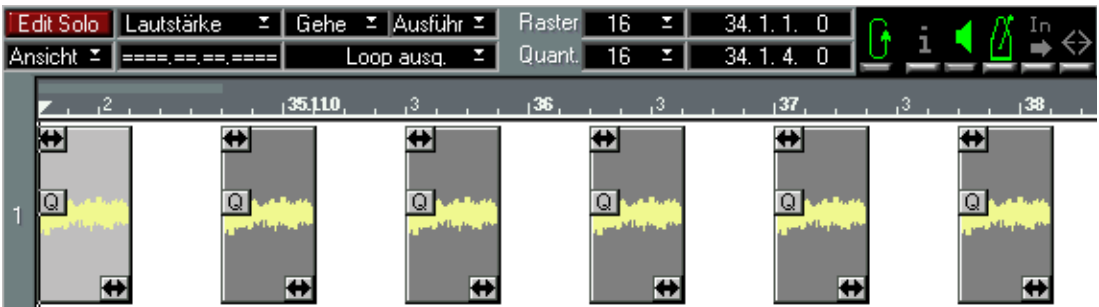 Edit Solo Lautstärke Gehe Ausführ Raster 16 34. 1. 1. 0 i In
Ansicht ====.==.==.==== Loop ausg. Quant. 16 34. 1. 4. 0
2 35.1.1.0 3 36 3 37 3 38
1 Q Q Q Q Q Q